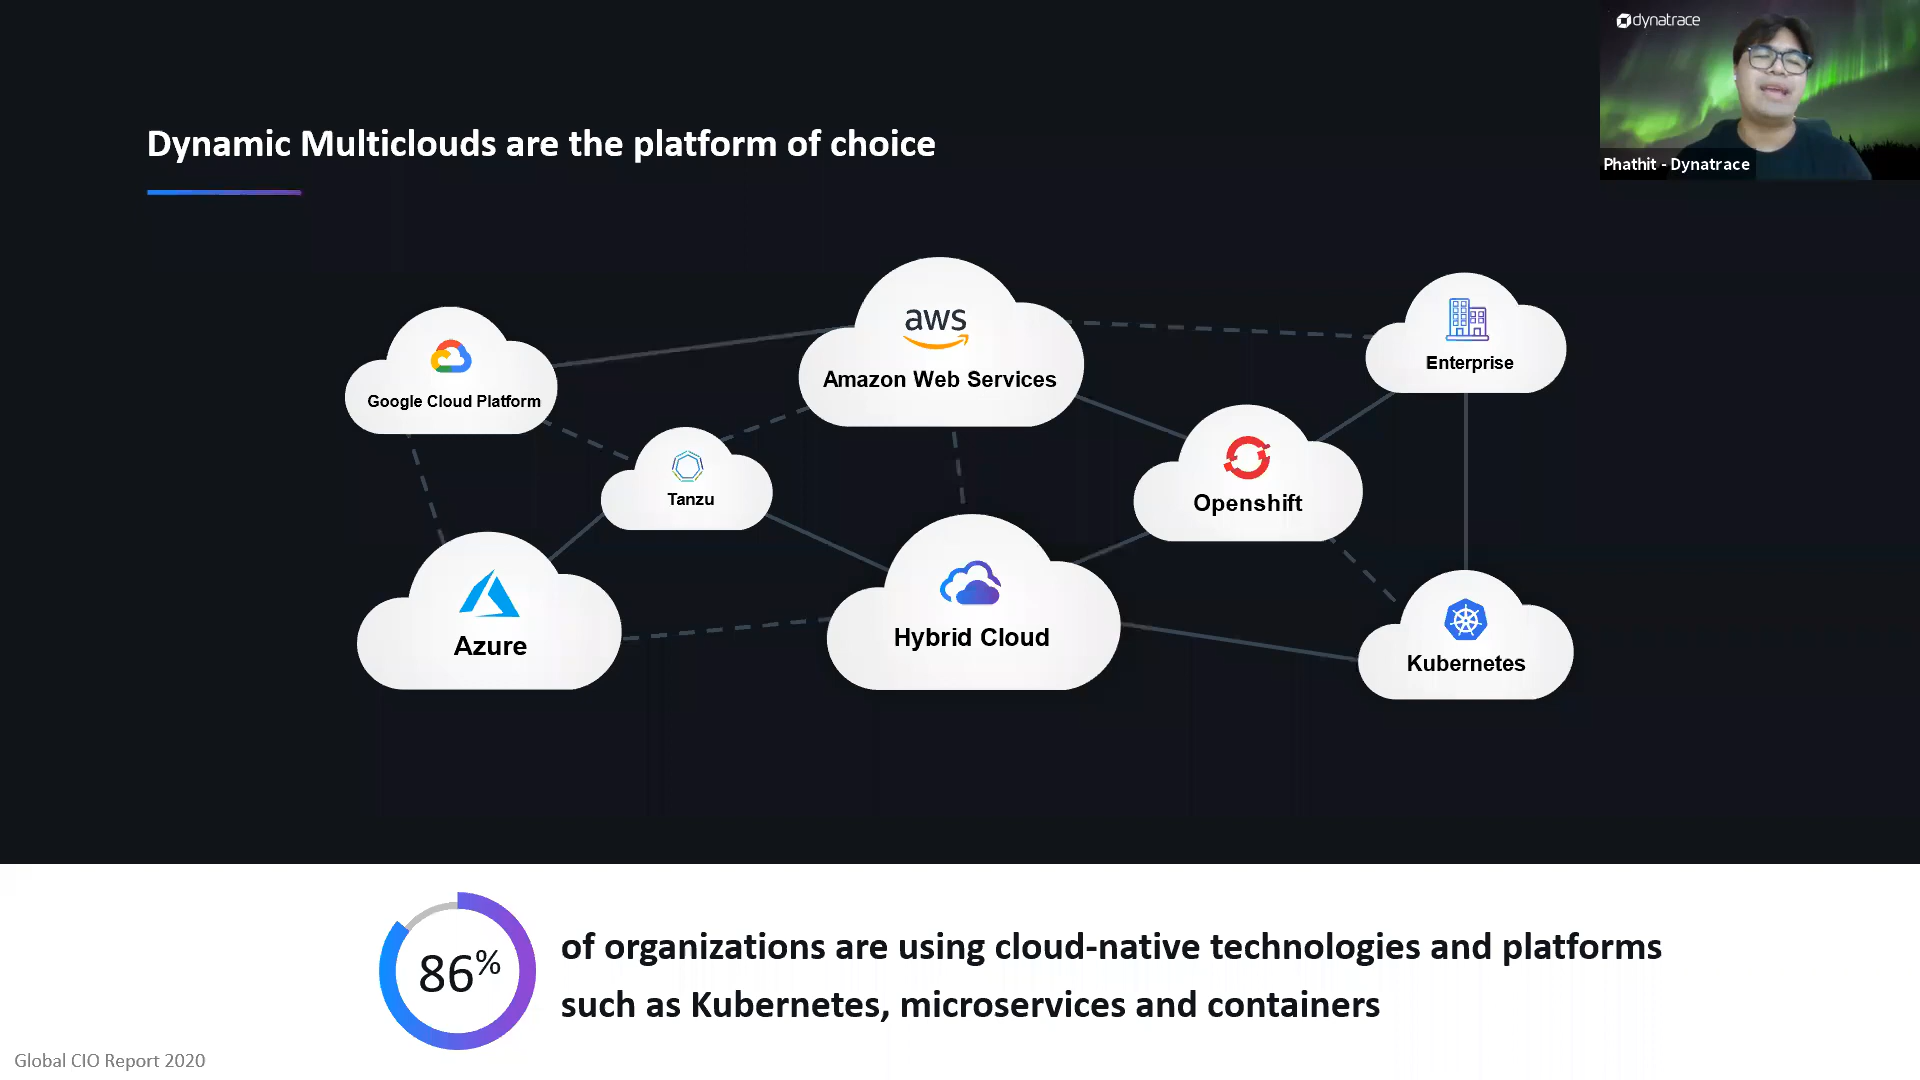 dynatrace
Phathit - Dynatrace
Dynamic Multiclouds are the platform of choice
aws
Amazon Web Services
Enterprise
Google Cloud Platform
Tanzu
Openshift
Azure
Hybrid Cloud
Kubernetes
86%
of organizations are using cloud-native technologies and platforms
such as Kubernetes, microservices and containers
Global CIO Report 2020